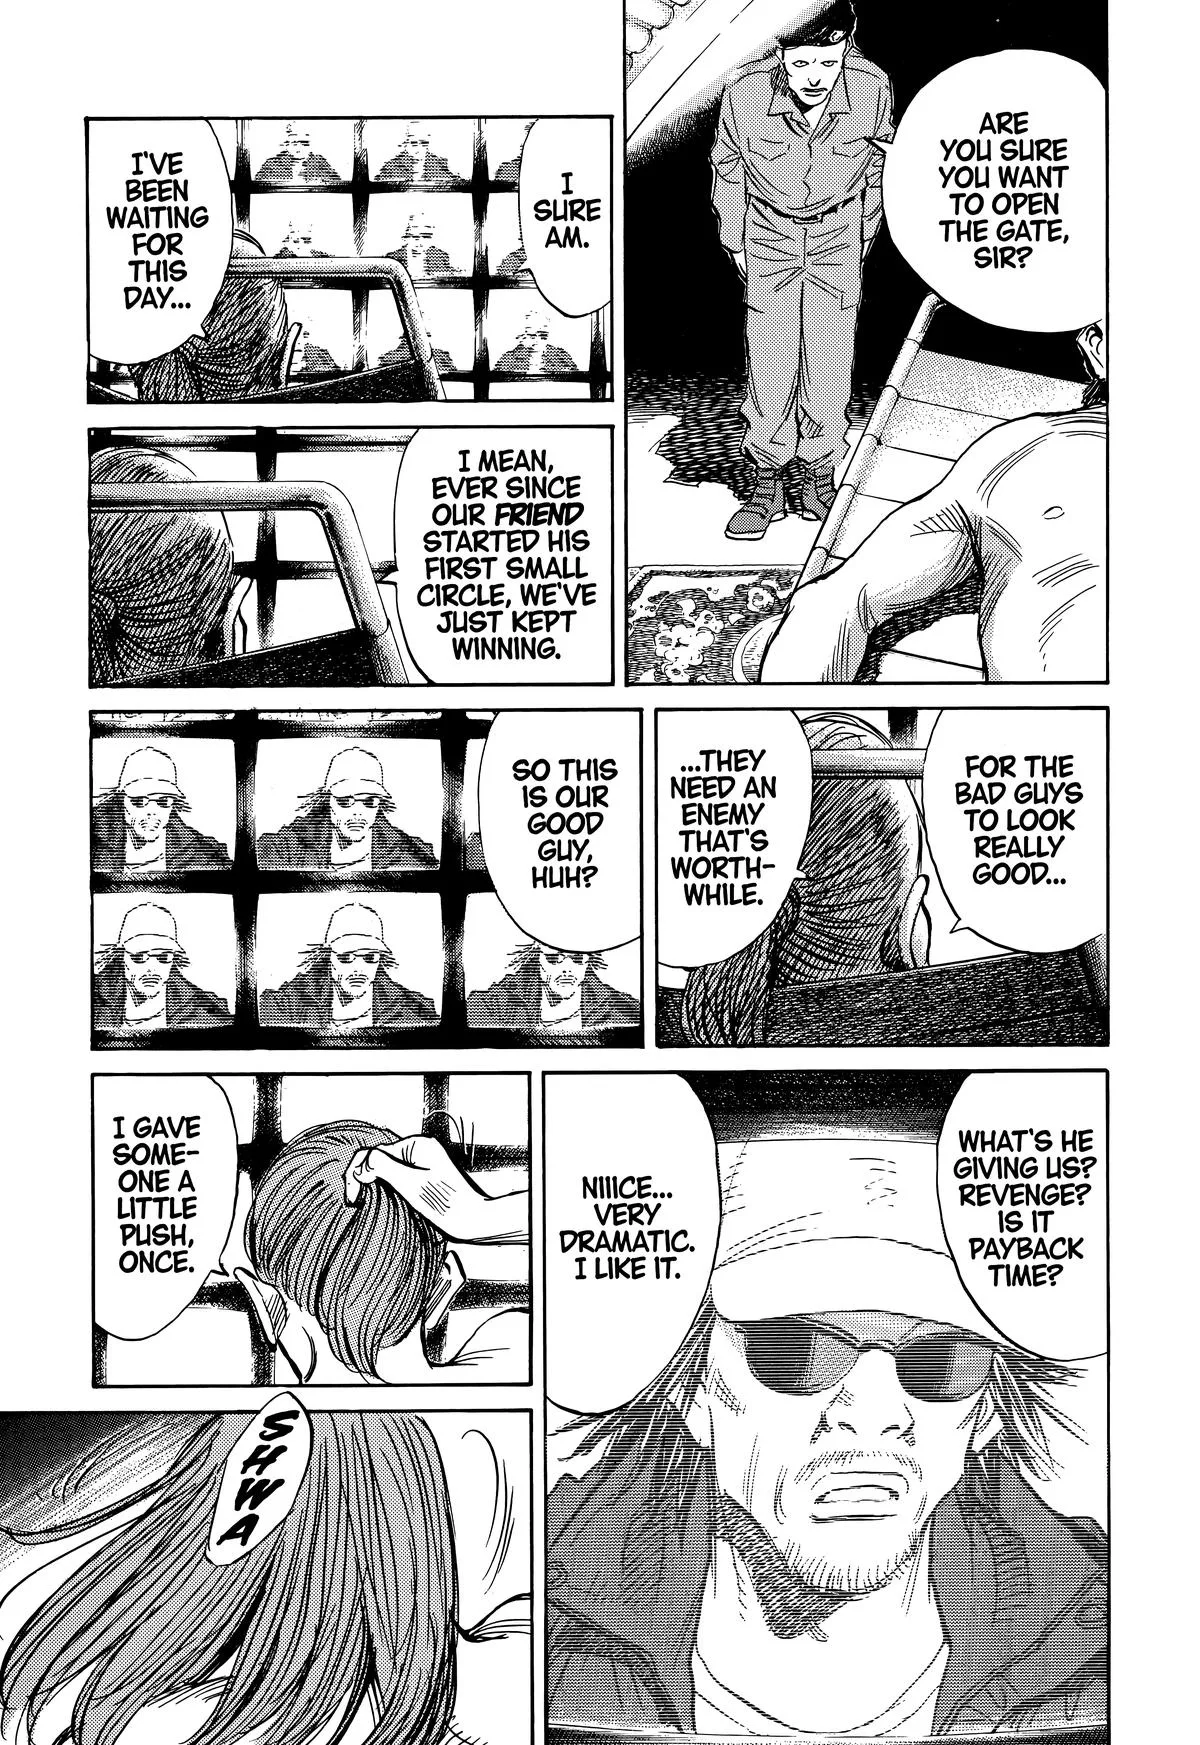 ARE
YOU SURE
YOU WANT
TO OPEN
THE GATE,
SIR?
I
SURE
AM.
I'VE
BEEN
WAITING
FOR
THIS
DAY...
I MEAN,
EVER SINCE
OUR FRIEND
STARTED HIS
FIRST SMALL
CIRCLE, WE'VE
JUST KEPT
WINNING.
FOR THE
BAD GUYS
TO LOOK
REALLY
GOOD...
...THEY
NEED AN
ENEMY
THAT'S
WORTH-
WHILE.
SO THIS
IS OUR
GOOD
GUY,
HUH?
WHAT'S HE
GIVING US?
REVENGE?
IS IT
PAYBACK
TIME?
NIIICE...
VERY
DRAMATIC.
I LIKE IT.
I GAVE
SOME-
ONE A
LITTLE
PUSH,
ONCE.
SHWA